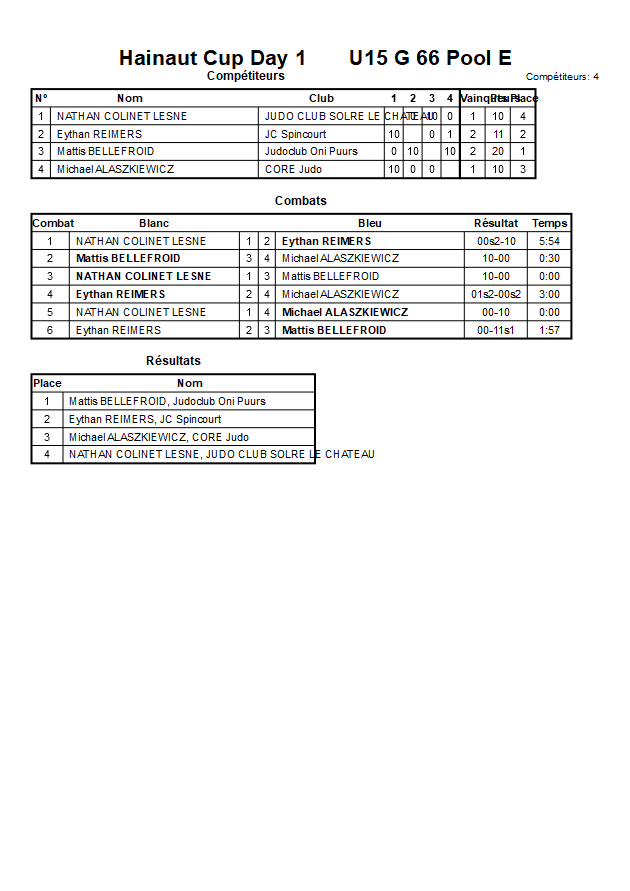 Hainaut Cup Day 1 U15 G 66 Pool E
Compétiteurs
Compétiteurs: 4
N° Nom Club 1 2 3 4 Vainqueurs Pts Place
1 NATHAN COLINET LESNE JUDO CLUB SOLRE LE CHATEAU 0 10 0 1 10 4
2 Eythan REIMERS JC Spincourt 10 0 1 2 11 2
3 Mattis BELLEFROID Judoclub Oni Puurs 0 10 10 2 20 1
4 Michael ALASZKIEWICZ CORE Judo 10 0 0 1 10 3
Combats
Combat Blanc Bleu Résultat Temps
1 NATHAN COLINET LESNE 1 2 Eythan REIMERS 00s2-10 5:54
2 Mattis BELLEFROID 3 4 Michael ALASZKIEWICZ 10-00 0:30
3 NATHAN COLINET LESNE 1 3 Mattis BELLEFROID 10-00 0:00
4 Eythan REIMERS 2 4 Michael ALASZKIEWICZ 01s2-00s2 3:00
5 NATHAN COLINET LESNE 1 4 Michael ALASZKIEWICZ 00-10 0:00
6 Eythan REIMERS 2 3 Mattis BELLEFROID 00-11s1 1:57
Résultats
Place Nom
1 Mattis BELLEFROID, Judoclub Oni Puurs
2 Eythan REIMERS, JC Spincourt
3 Michael ALASZKIEWICZ, CORE Judo
4 NATHAN COLINET LESNE, JUDO CLUB SOLRE LE CHATEAU